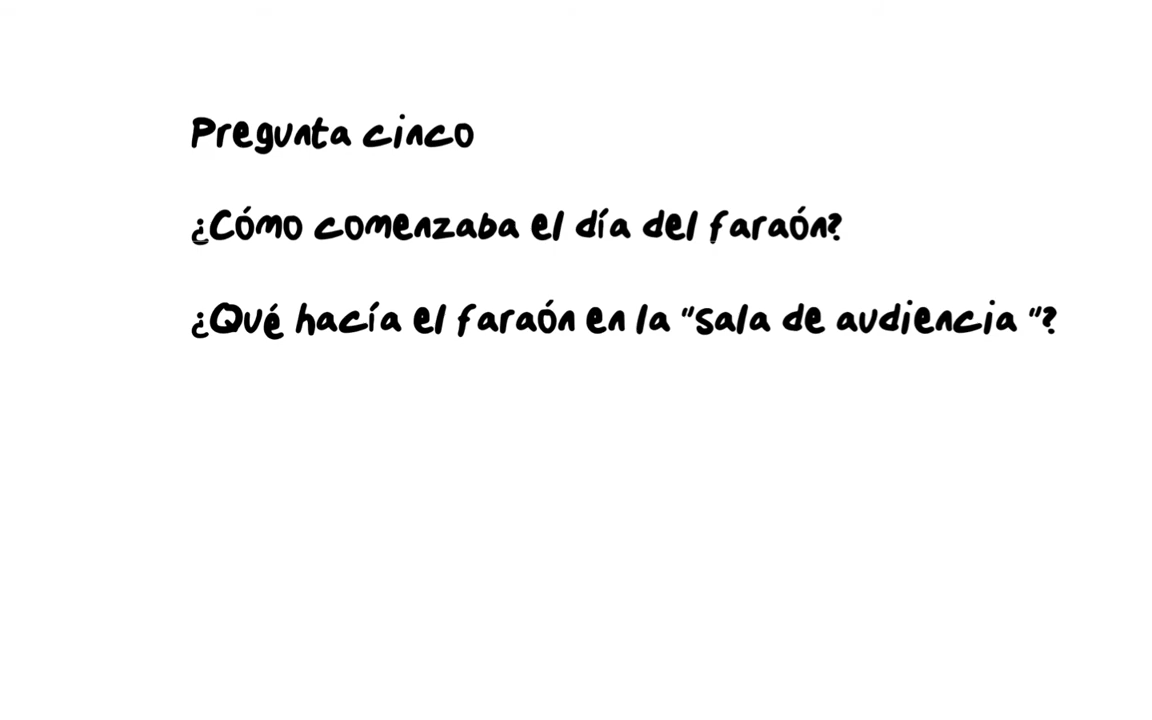 Pregunta cinco
¿Cómo comenzaba el día del faraón?
¿Qué hacía el faraón en la "sala de audiencia "?